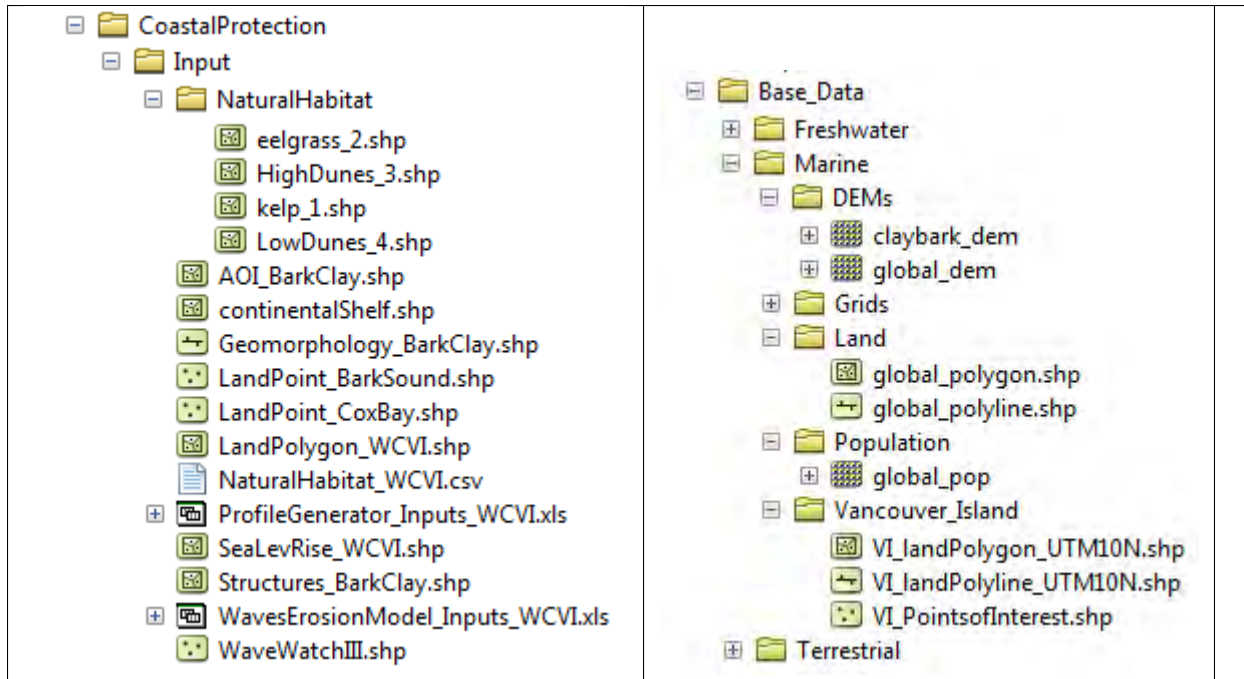 CoastalProtection
Input
NaturalHabitat
eelgrass_2.shp
HighDunes_3.shp
kelp_1.shp
LowDunes_4.shp
AOI_BarkClay.shp
continentalShelf.shp
Geomorphology_BarkClay.shp
LandPoint_BarkSound.shp
LandPoint_CoxBay.shp
LandPolygon_WCVI.shp
NaturalHabitat_WCVI.csv
ProfileGenerator_Inputs_WCVI.xls
SeaLevRise_WCVI.shp
Structures_BarkClay.shp
WavesErosionModel_Inputs_WCVI.xls
WaveWatchIII.shp
Base_Data
Freshwater
Marine
DEMs
claybark_dem
global_dem
Grids
Land
global_polygon.shp
global_polyline.shp
Population
global_pop
Vancouver_Island
VI_landPolygon_UTM10N.shp
VI_landPolyline_UTM10N.shp
VI_PointsofInterest.shp
Terrestrial